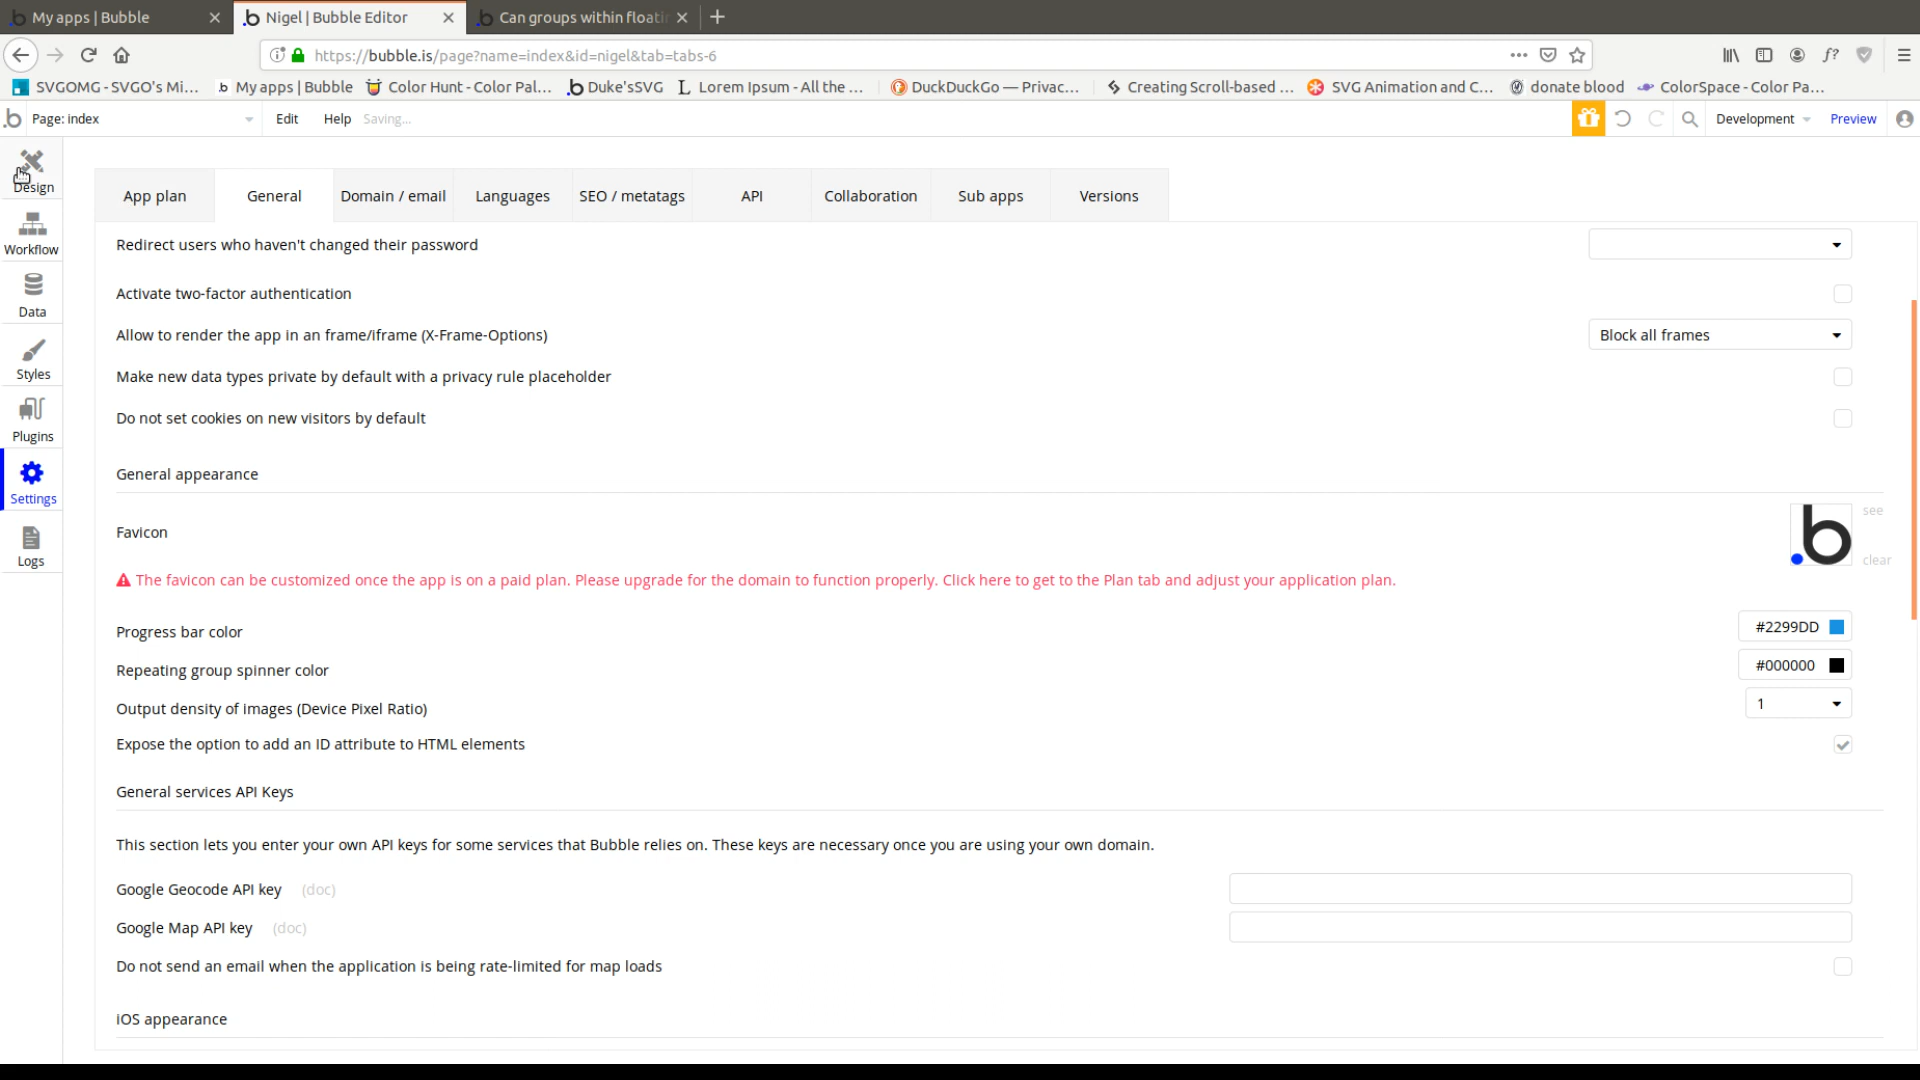 My apps | Bubble
Nigel | Bubble Editor
Can groups within floatin
https://bubble.is/page?name=index&id=nigel&tab=tabs-6
SVGOMG - SVGO's Mi...
My apps | Bubble
Color Hunt - Color Pal...
Duke'sSVG
Lorem Ipsum - All the ...
DuckDuckGo — Privac...
Creating Scroll-based ...
SVG Animation and C...
donate blood
ColorSpace - Color Pa...
Page: index
Edit
Help
Saving...
Development
Preview
Design
Workflow
Data
Styles
Plugins
Settings
Logs
App plan
General
Domain / email
Languages
SEO / metatags
API
Collaboration
Sub apps
Versions
Redirect users who haven't changed their password
Activate two-factor authentication
Allow to render the app in an frame/iframe (X-Frame-Options)
Block all frames
Make new data types private by default with a privacy rule placeholder
Do not set cookies on new visitors by default
General appearance
Favicon
b
see
clear
The favicon can be customized once the app is on a paid plan. Please upgrade for the domain to function properly. Click here to get to the Plan tab and adjust your application plan.
Progress bar color
#2299DD
Repeating group spinner color
#000000
Output density of images (Device Pixel Ratio)
1
Expose the option to add an ID attribute to HTML elements
General services API Keys
This section lets you enter your own API keys for some services that Bubble relies on. These keys are necessary once you are using your own domain.
Google Geocode API key (doc)
Google Map API key (doc)
Do not send an email when the application is being rate-limited for map loads
iOS appearance